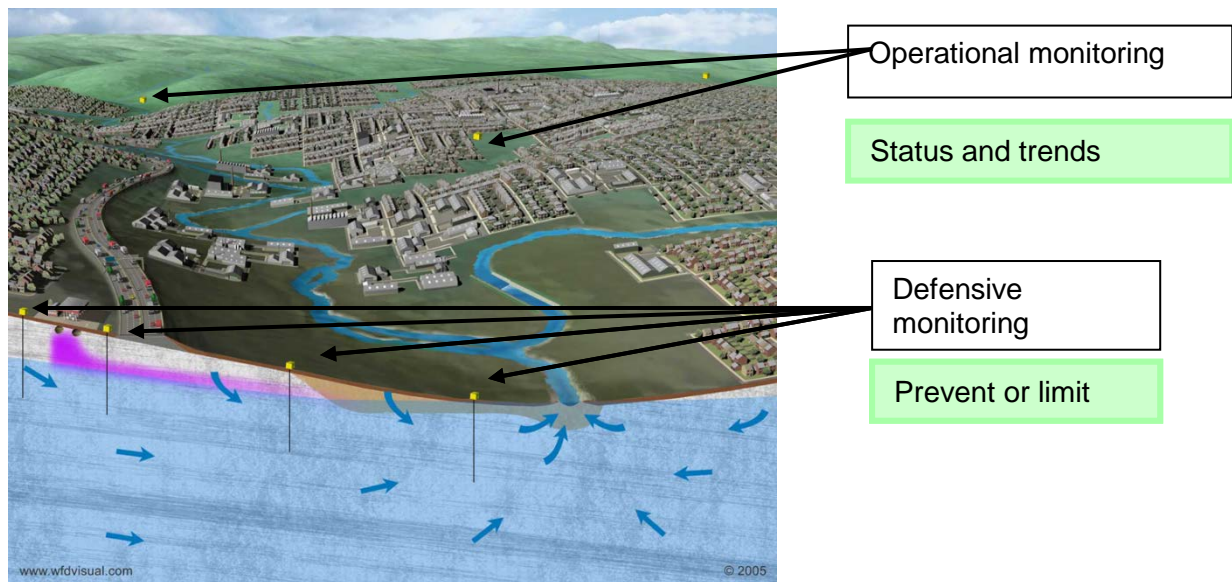 Operational monitoring
Status and trends
Defensive
monitoring
Prevent or limit
www.wfdvisual.com
© 2005